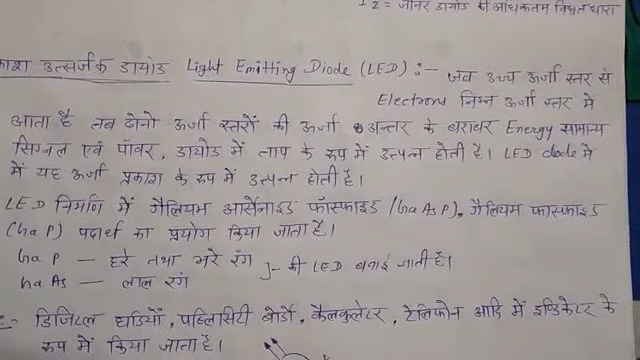 I z = जीनर डायोड की अधिकतम विधुत धारा
प्रकाश उत्सर्जक डायोड Light Emitting Diode (LED) :- जब उच्च ऊर्जा स्तर से
Electrons निम्न ऊर्जा स्तर मे
आता है तब दोनो ऊर्जा स्तरों की ऊर्जा अन्तर के बराबर Energy सामान्य
सिग्नल एवं पॉवर, डायोड में ताप के रूप में उत्पन्न होती है। LED diode मे
में यह ऊर्जा प्रकाश के रूप में उत्पन्न होती है।
LED निर्माण में गैलियम आर्सेनाइड फॉस्फाइड (Ga As P), गैलियम फास्फाइड
(Ga P) पदार्थ का प्रयोग किया जाता है।
Ga P — हरे तथा भरे रंग ]- की LED बनाई जाती है।
Ga As — लाल रंग
:- डिजिटल घडियों, पब्लिसिटी बोर्डो, कैलकुलेटर, टेलिफोन आदि में इण्डिकेटर के
रूप में किया जाता है।